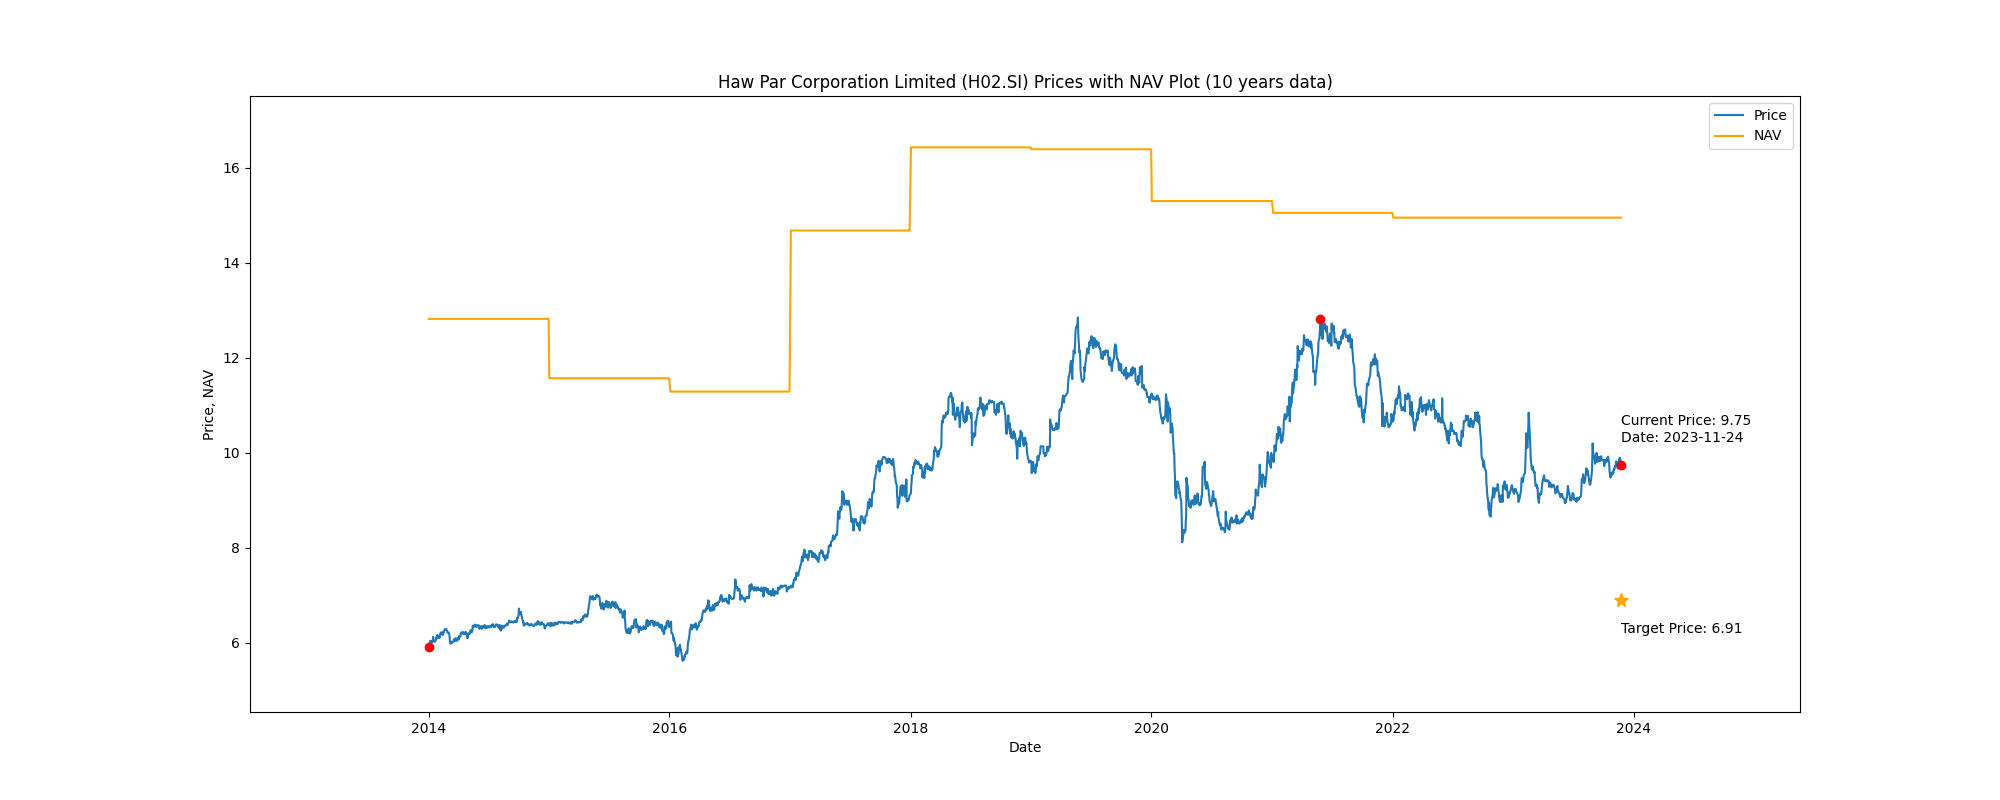 Haw Par Corporation Limited (H02.SI) Prices with NAV Plot (10 years data)
Price
NAV
16
14
12
10
8
6
Price, NAV
Current Price: 9.75
Date: 2023-11-24
Target Price: 6.91
2014
2016
2018
2020
2022
2024
Date